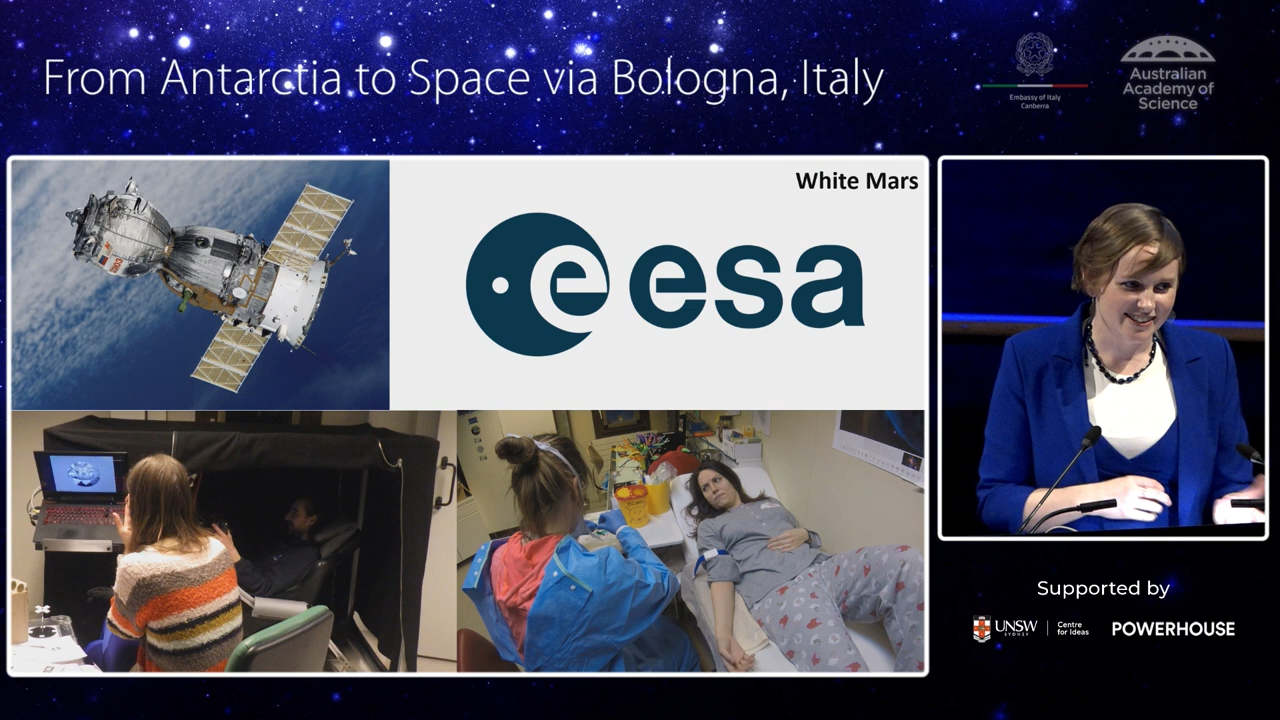 From Antarctia to Space via Bologna, Italy
Embassy of Italy
Canberra
Australian
Academy of
Science
White Mars
esa
Supported by
UNSW
SYDNEY
Centre
for Ideas
POWERHOUSE